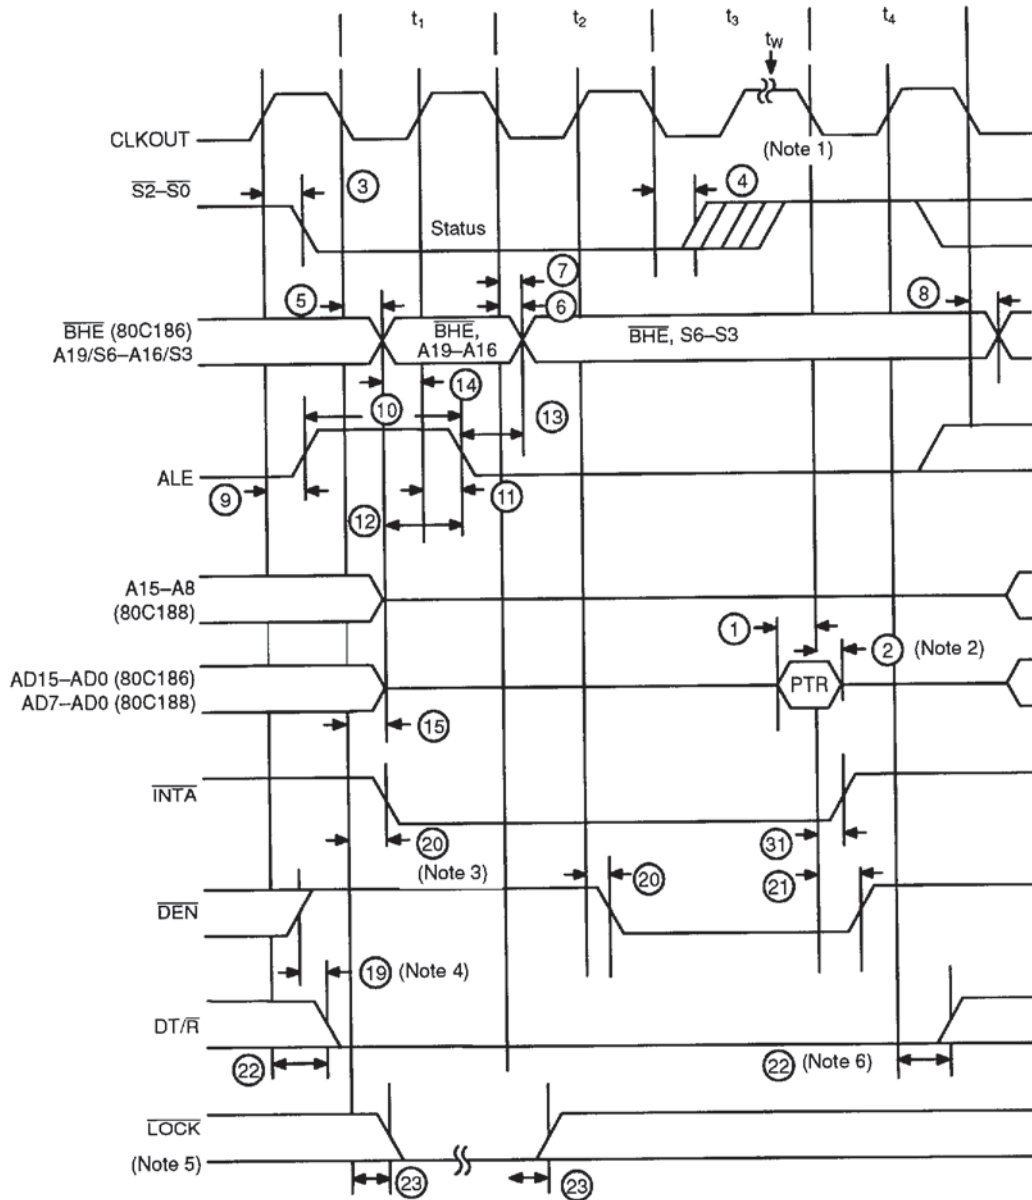 t1 t2 t3 t4
tW
CLKOUT
(Note 1)
S2–S0
3
4
Status
5
7
6
8
BHE (80C186)
A19/S6–A16/S3
BHE,
A19–A16
BHE, S6–S3
14
10
13
ALE
9
11
12
A15–A8
(80C188)
1
2 (Note 2)
AD15–AD0 (80C186)
AD7–AD0 (80C188)
PTR
15
INTA
20
(Note 3)
31
20
21
DEN
19 (Note 4)
DT/R
22
22 (Note 6)
LOCK
(Note 5)
23
23